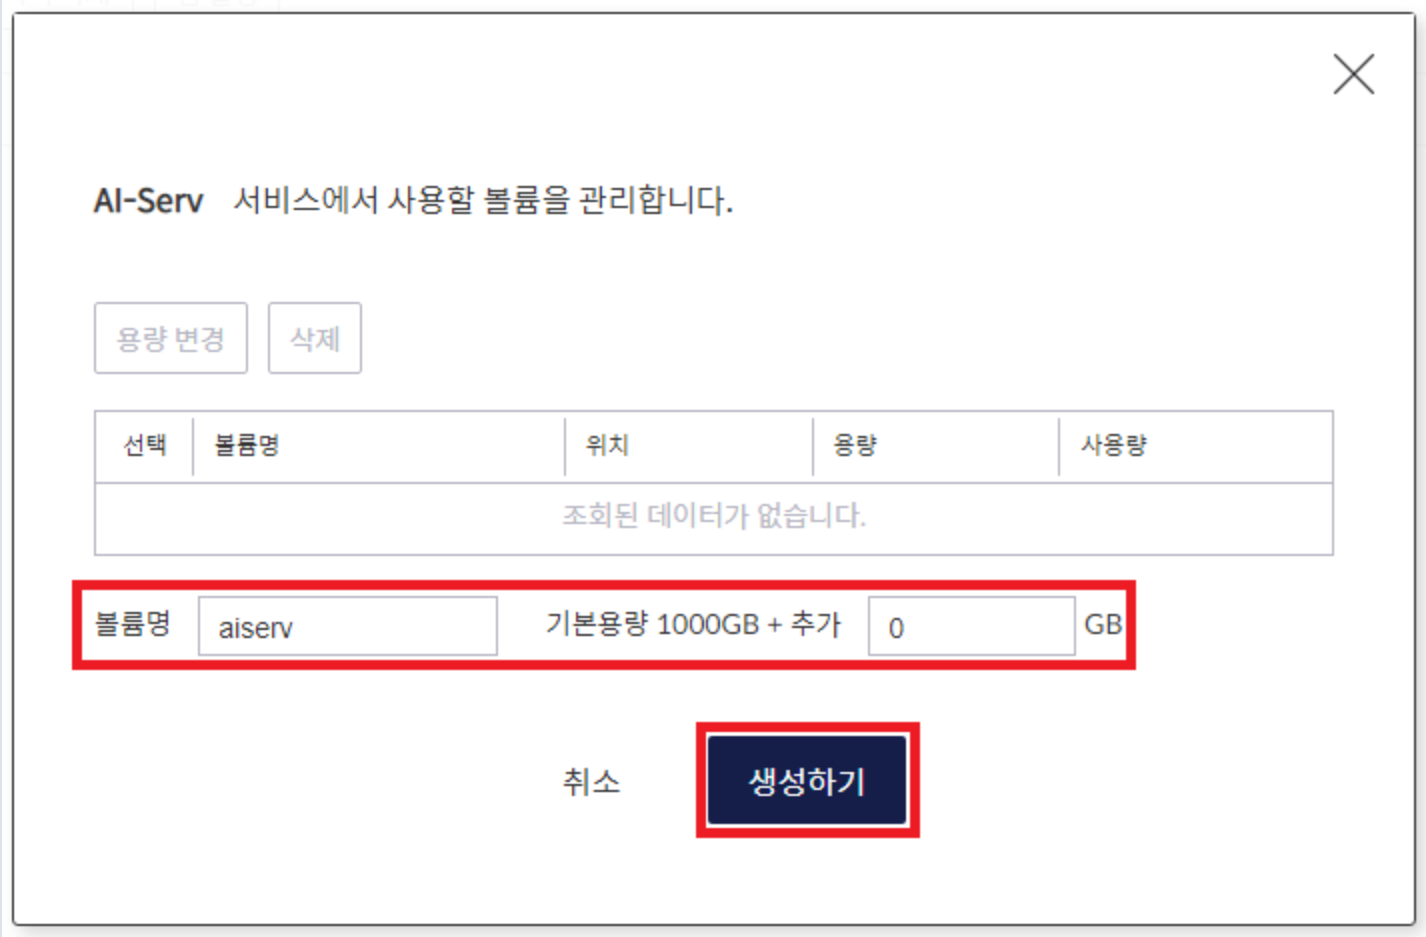 AI-Serv 서비스에서 사용할 볼륨을 관리합니다.
용량 변경 삭제
선택 볼륨명 위치 용량 사용량
조회된 데이터가 없습니다.
볼륨명 aiserv 기본용량 1000GB + 추가 0 GB
취소 생성하기